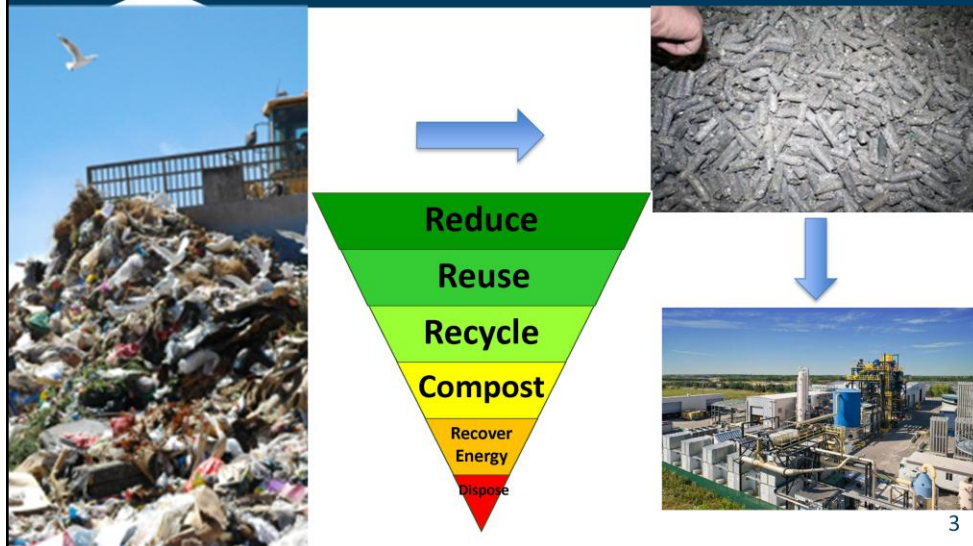 Reduce
Reuse
Recycle
Compost
Recover
Energy
Dispose
3